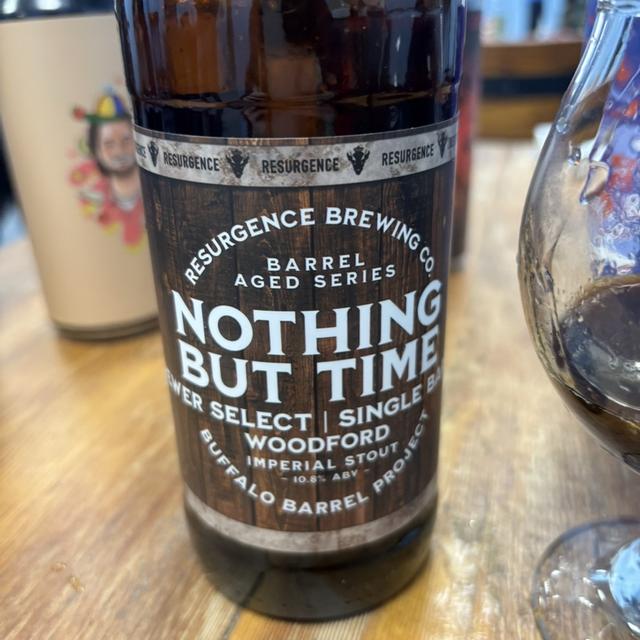 RESURGENCE RESURGENCE RESURGENCE
RESURGENCE BREWING CO
BARREL
AGED SERIES
NOTHING
BUT TIME
SELECT | SINGLE
WOODFORD
IMPERIAL STOUT
10.8% ABV
BUFFALO BARREL PROJECT